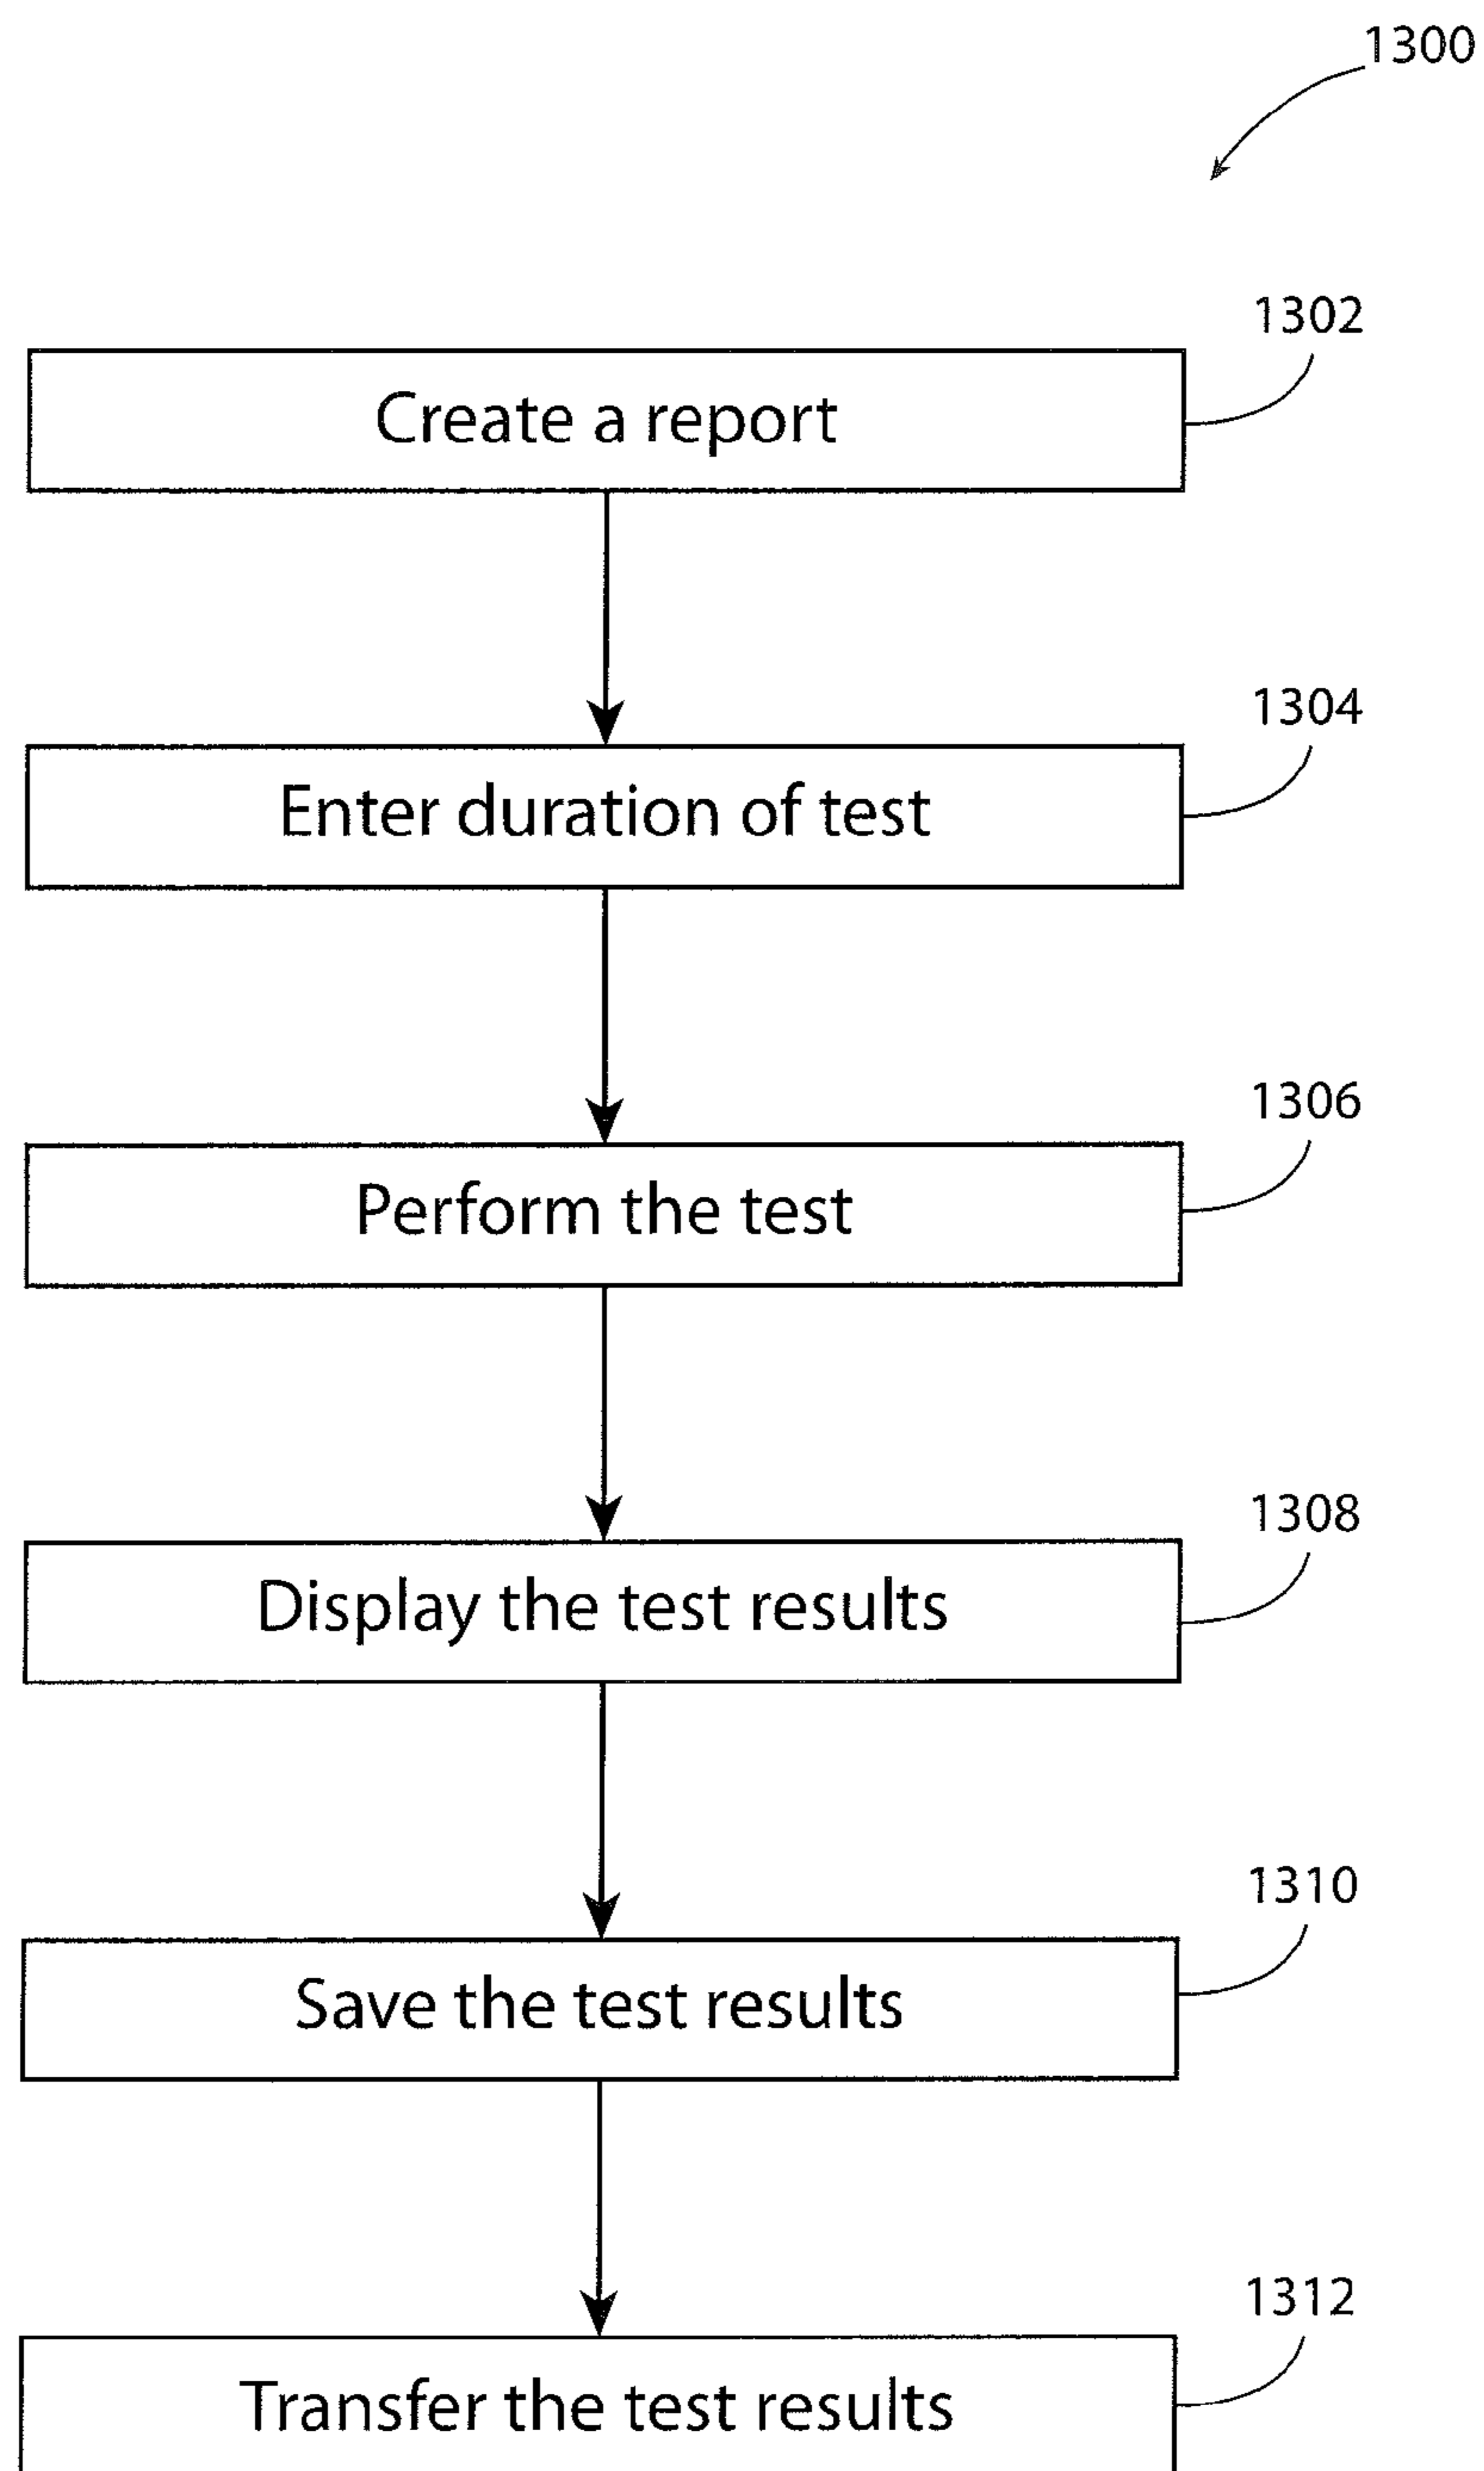 1300
1302
Create a report
1304
Enter duration of test
1306
Perform the test
1308
Display the test results
1310
Save the test results
1312
Transfer the test results